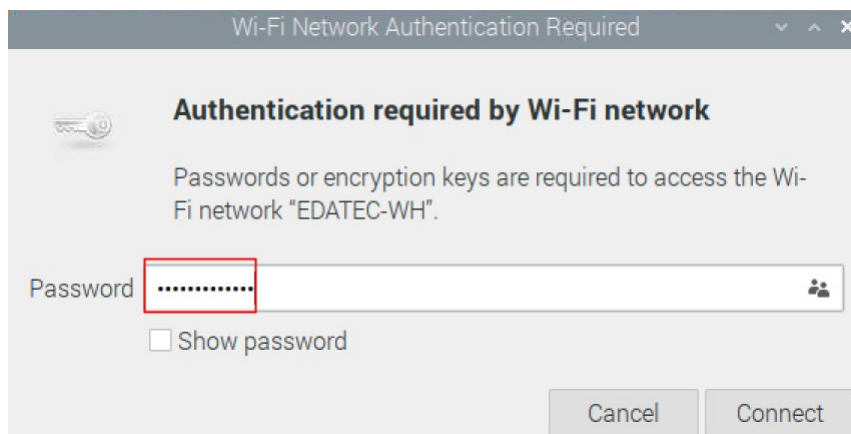 Wi-Fi Network Authentication Required
Authentication required by Wi-Fi network
Passwords or encryption keys are required to access the Wi-
Fi network “EDATEC-WH”.
Password •••••••••••••
Show password
Cancel Connect